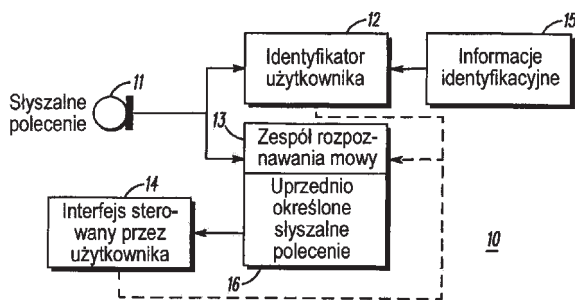 12
15
Identyfikator
użytkownika
Informacje
identyfikacyjne
11
Słyszalne
polecenie
13
Zespół rozpoz-
nawania mowy
Uprzednio
określone
słyszalne
polecenie
16
14
Interfejs stero-
wany przez
użytkownika
10